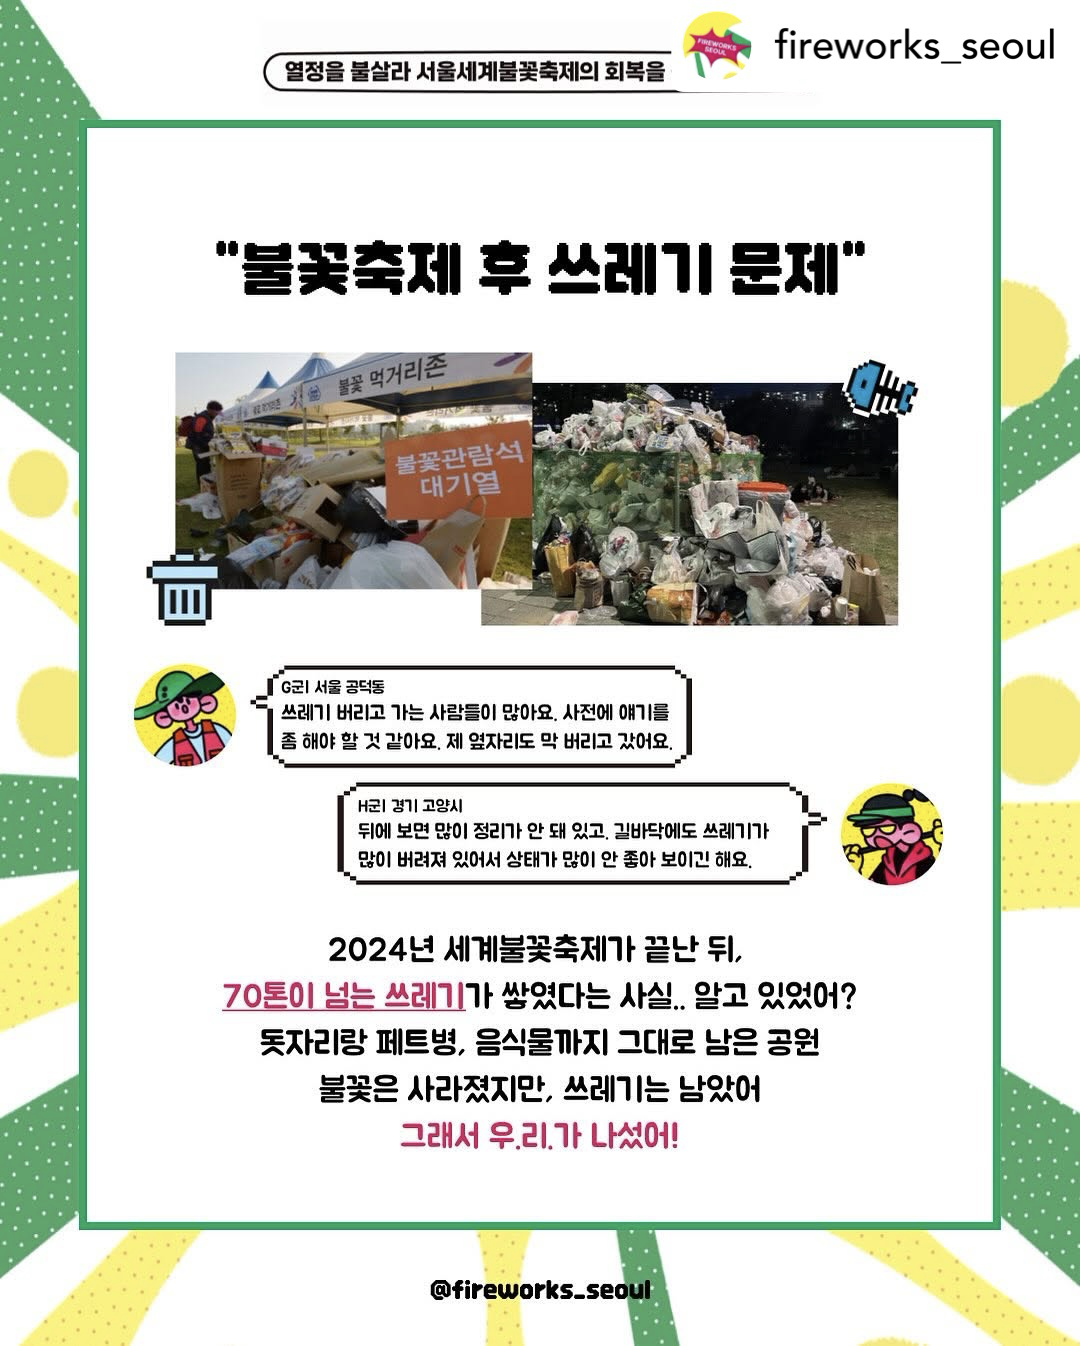 fireworks_seoul
FIREWORKS
SEOUL
열정을 불살라 서울세계불꽃축제의 회복을
"불꽃축제 후 쓰레기 문제"
불꽃 먹거리존
불꽃관람석
대기열
G군| 서울 공덕동
쓰레기 버리고 가는 사람들이 많아요. 사전에 얘기를
좀 해야 할 것 같아요. 제 옆자리도 막 버리고 갔어요.
H군| 경기 고양시
뒤에 보면 많이 정리가 안 돼 있고, 길바닥에도 쓰레기가
많이 버려져 있어서 상태가 많이 안 좋아 보이긴 해요.
2024년 세계불꽃축제가 끝난 뒤,
70톤이 넘는 쓰레기가 쌓였다는 사실.. 알고 있었어?
돗자리랑 페트병, 음식물까지 그대로 남은 공원
불꽃은 사라졌지만, 쓰레기는 남았어
그래서 우.리.가 나섰어!
@fireworks_seoul